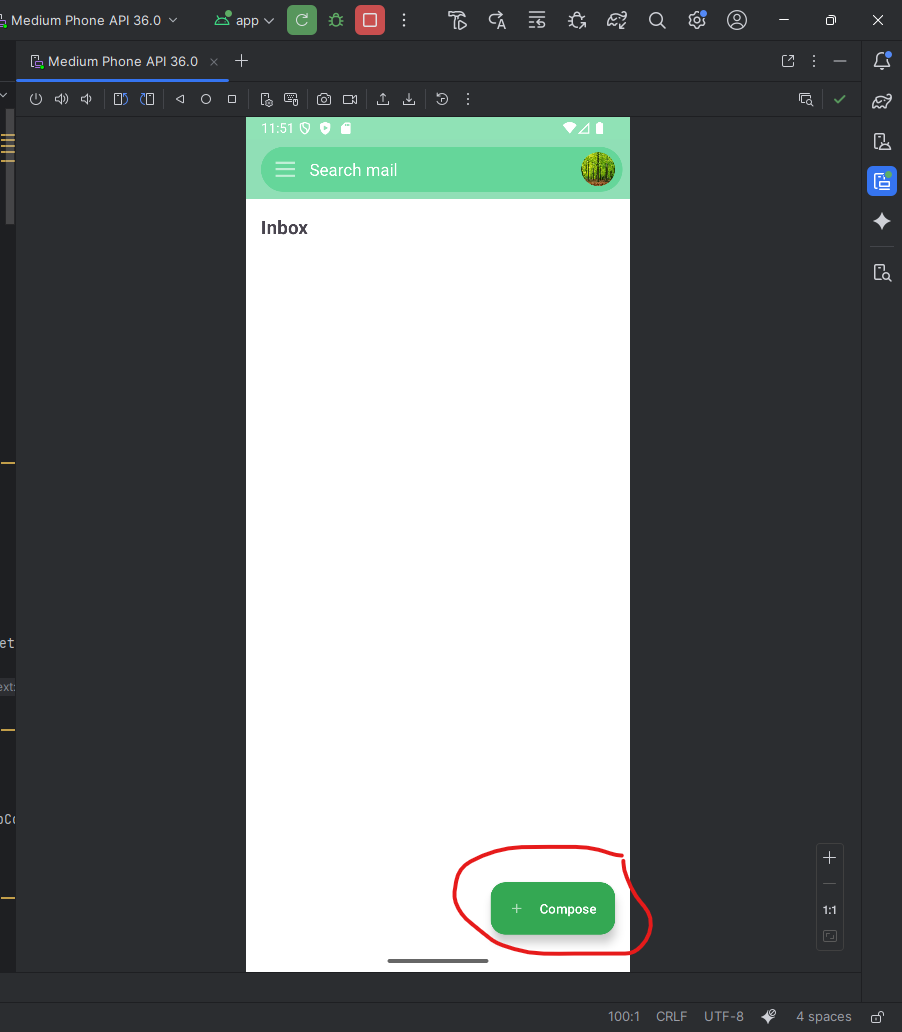 Medium Phone API 36.0 app
Medium Phone API 36.0
11:51
Search mail
Inbox
et
ext:
Compose
1:1
100:1 CRLF UTF-8 4 spaces